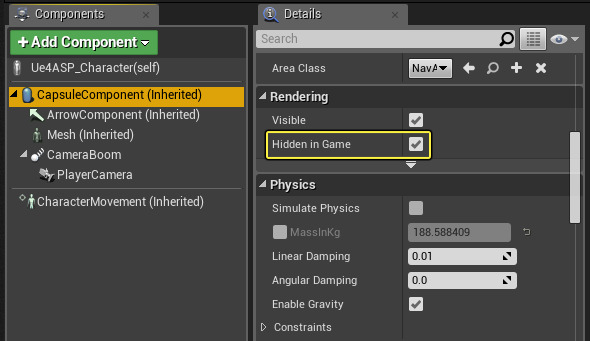 Components
+ Add Component
Ue4ASP_Character(self)
CapsuleComponent (Inherited)
ArrowComponent (Inherited)
Mesh (Inherited)
CameraBoom
PlayerCamera
CharacterMovement (Inherited)
Details
Search
Area Class
NavA
Rendering
Visible
Hidden in Game
Physics
Simulate Physics
MassInKg 188.588409
Linear Damping 0.01
Angular Damping 0.0
Enable Gravity
Constraints